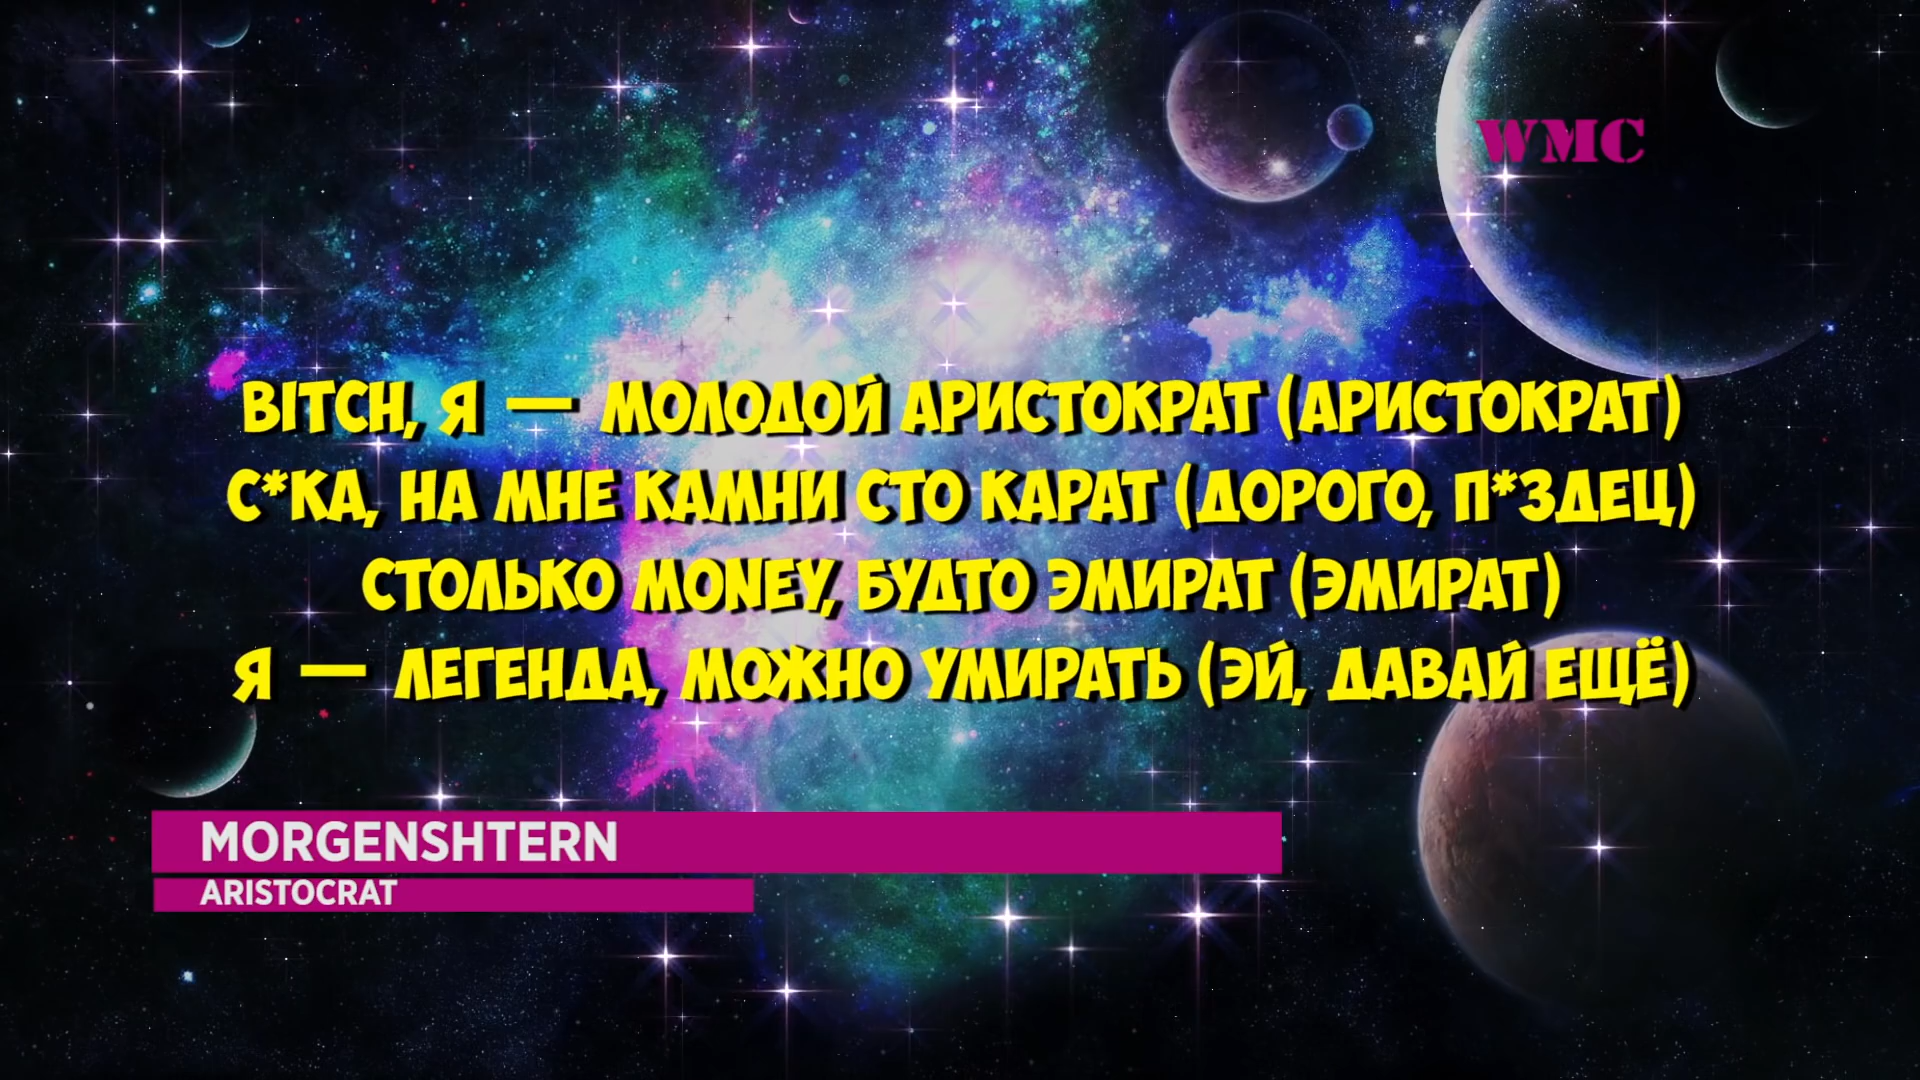 WMC
BITCH, Я — МОЛОДОЙ АРИСТОКРАТ (АРИСТОКРАТ)
С*КА, НА МНЕ КАМНИ СТО КАРАТ (ДОРОГО, П*ЗДЕЦ)
СТОЛЬКО MONEY, БУДТО ЭМИРАТ (ЭМИРАТ)
Я — ЛЕГЕНДА, МОЖНО УМИРАТЬ (ЭЙ, ДАВАЙ ЕЩЁ)
MORGENSHTERN
ARISTOCRAT